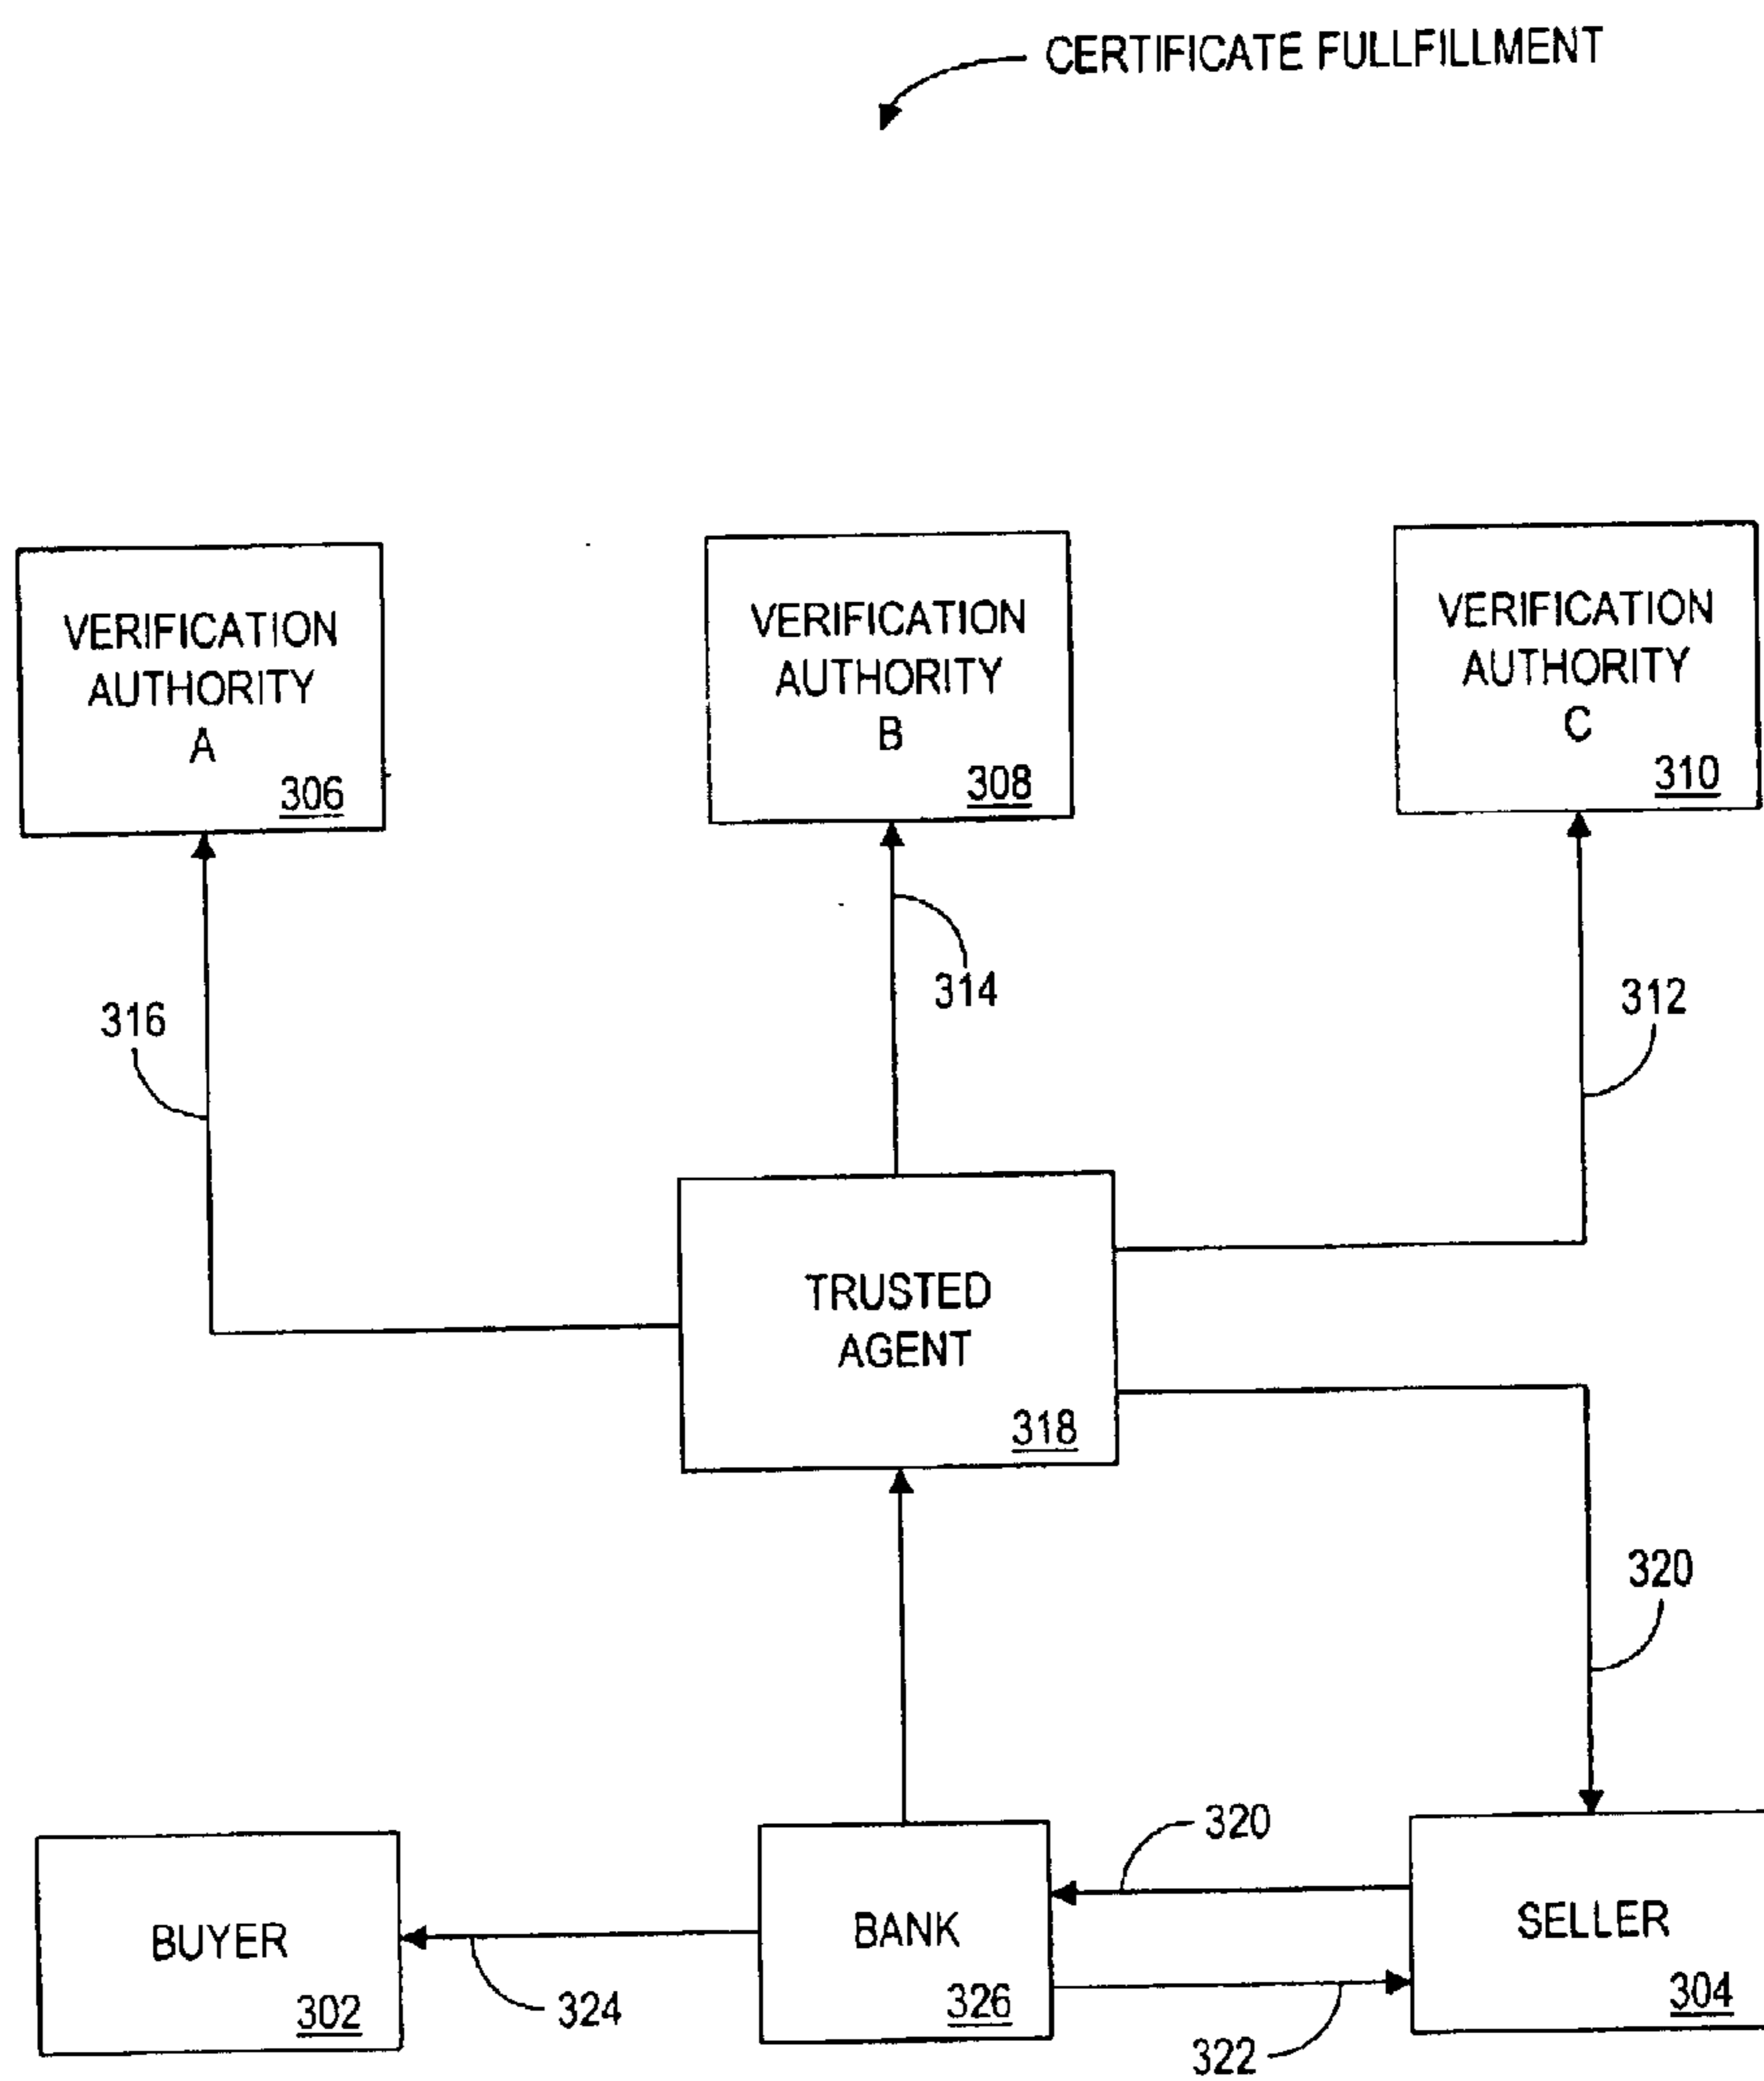 CERTIFICATE FULLFILLMENT
VERIFICATION
AUTHORITY
A
306
VERIFICATION
AUTHORITY
B
308
VERIFICATION
AUTHORITY
C
310
316
314
312
TRUSTED
AGENT
318
320
BUYER
302
324
BANK
326
320
322
SELLER
304